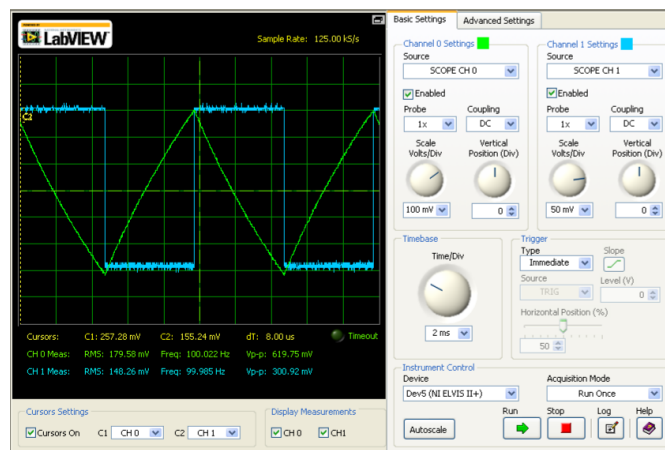 LabVIEW
Sample Rate: 125.00 kS/s
C2
Cursors: C1: 257.28 mV C2: 155.24 mV dT: 8.00 us Timeout
CH 0 Meas: RMS: 179.58 mV Freq: 100.022 Hz Vp-p: 619.75 mV
CH 1 Meas: RMS: 148.26 mV Freq: 99.985 Hz Vp-p: 300.92 mV
Cursors Settings
Cursors On C1 CH 0 C2 CH 1
Display Measurements
CH 0 CH1
Basic Settings Advanced Settings
Channel 0 Settings
Source
SCOPE CH 0
Enabled
Probe Coupling
1x DC
Scale Vertical
Volts/Div Position (Div)
100 mV 0
Channel 1 Settings
Source
SCOPE CH 1
Enabled
Probe Coupling
1x DC
Scale Vertical
Volts/Div Position (Div)
50 mV 0
Timebase
Time/Div
2 ms
Trigger
Type Slope
Immediate
Source Level (V)
TRIG 0
Horizontal Position (%)
50
Instrument Control
Device Acquisition Mode
Dev5 (NI ELVIS II+) Run Once
Run Stop Log Help
Autoscale